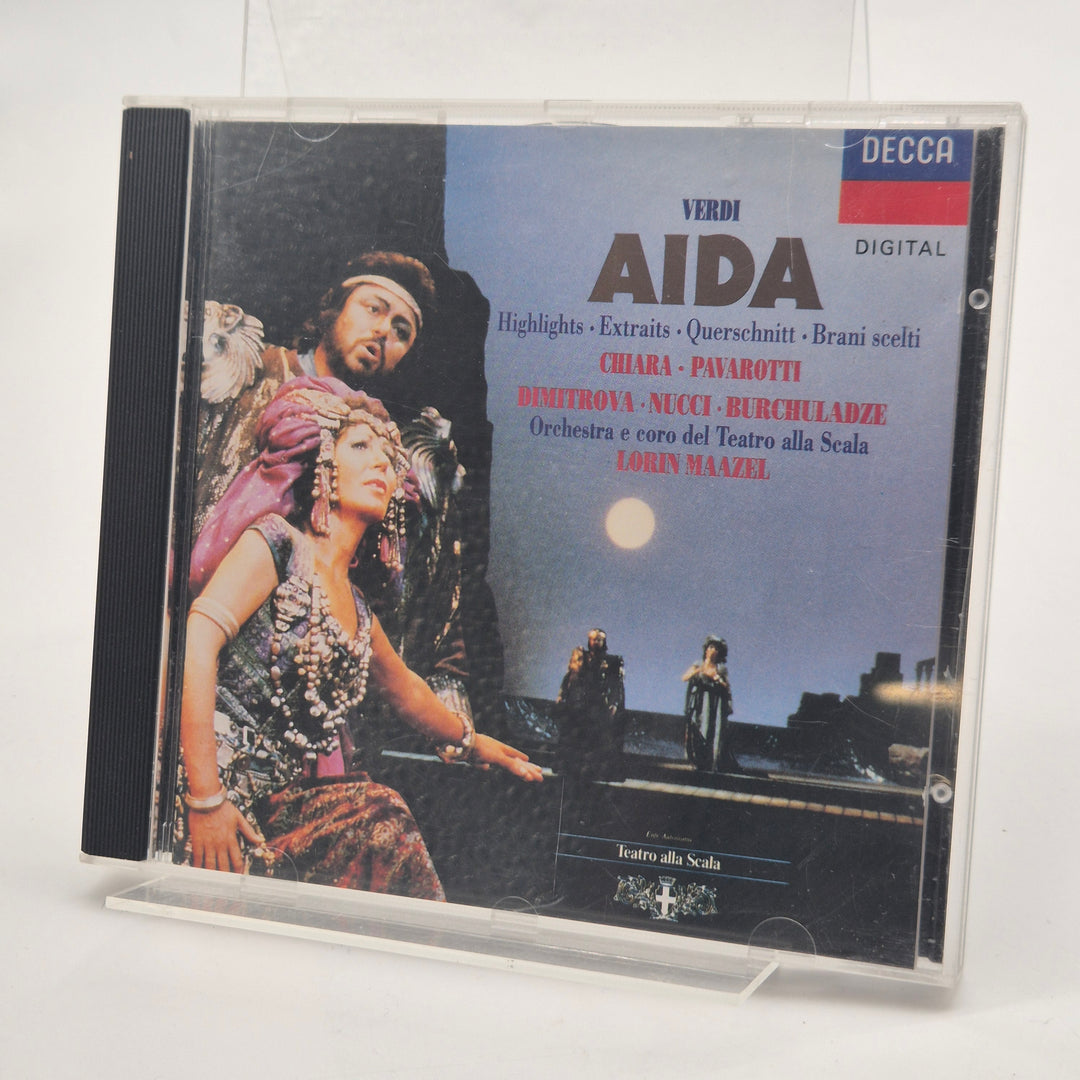 DECCA
DIGITAL
VERDI
AIDA
Highlights · Extraits · Querschnitt · Brani scelti
CHIARA · PAVAROTTI
DIMITROVA · NUCCI · BURCHULADZE
Orchestra e coro del Teatro alla Scala
LORIN MAAZEL
Teatro alla Scala